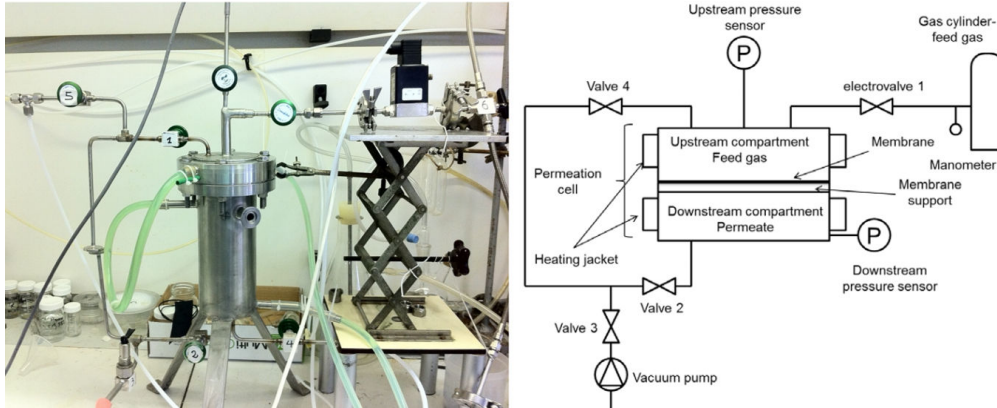 5
1
6
2
4
Upstream pressure
sensor
Gas cylinder-
feed gas
Valve 4
electrovalve 1
P
Upstream compartment
Feed gas
Membrane
Permeation
cell
Manometer
Membrane
support
Downstream compartment
Permeate
P
Heating jacket
Downstream
pressure sensor
Valve 2
Valve 3
Vacuum pump